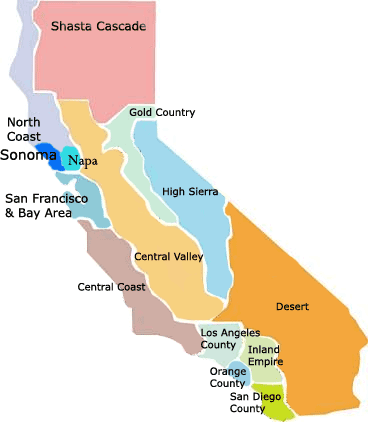 Shasta Cascade
Gold Country
North
Coast
Sonoma
Napa
High Sierra
San Francisco
& Bay Area
Central Valley
Central Coast
Desert
Los Angeles
County
Inland
Empire
Orange
County
San Diego
County